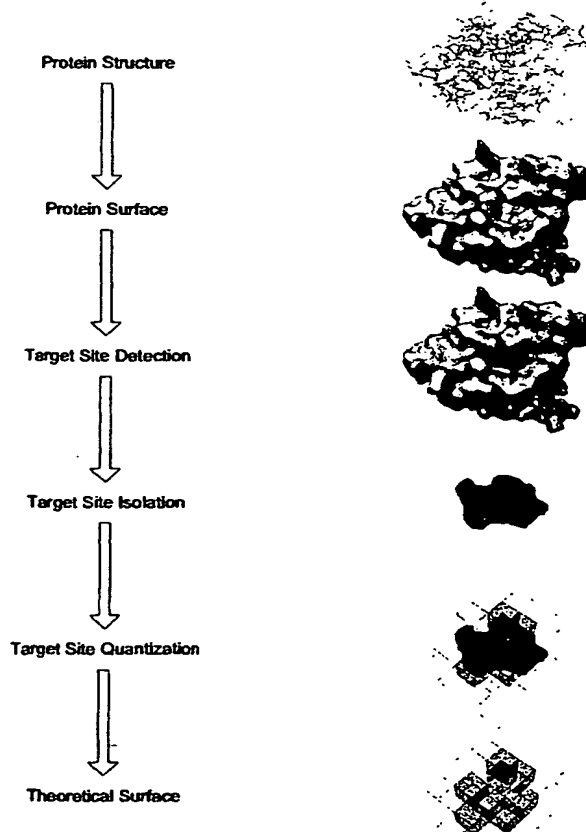 Protein Structure
Protein Surface
Target Site Detection
Target Site Isolation
Target Site Quantization
Theoretical Surface